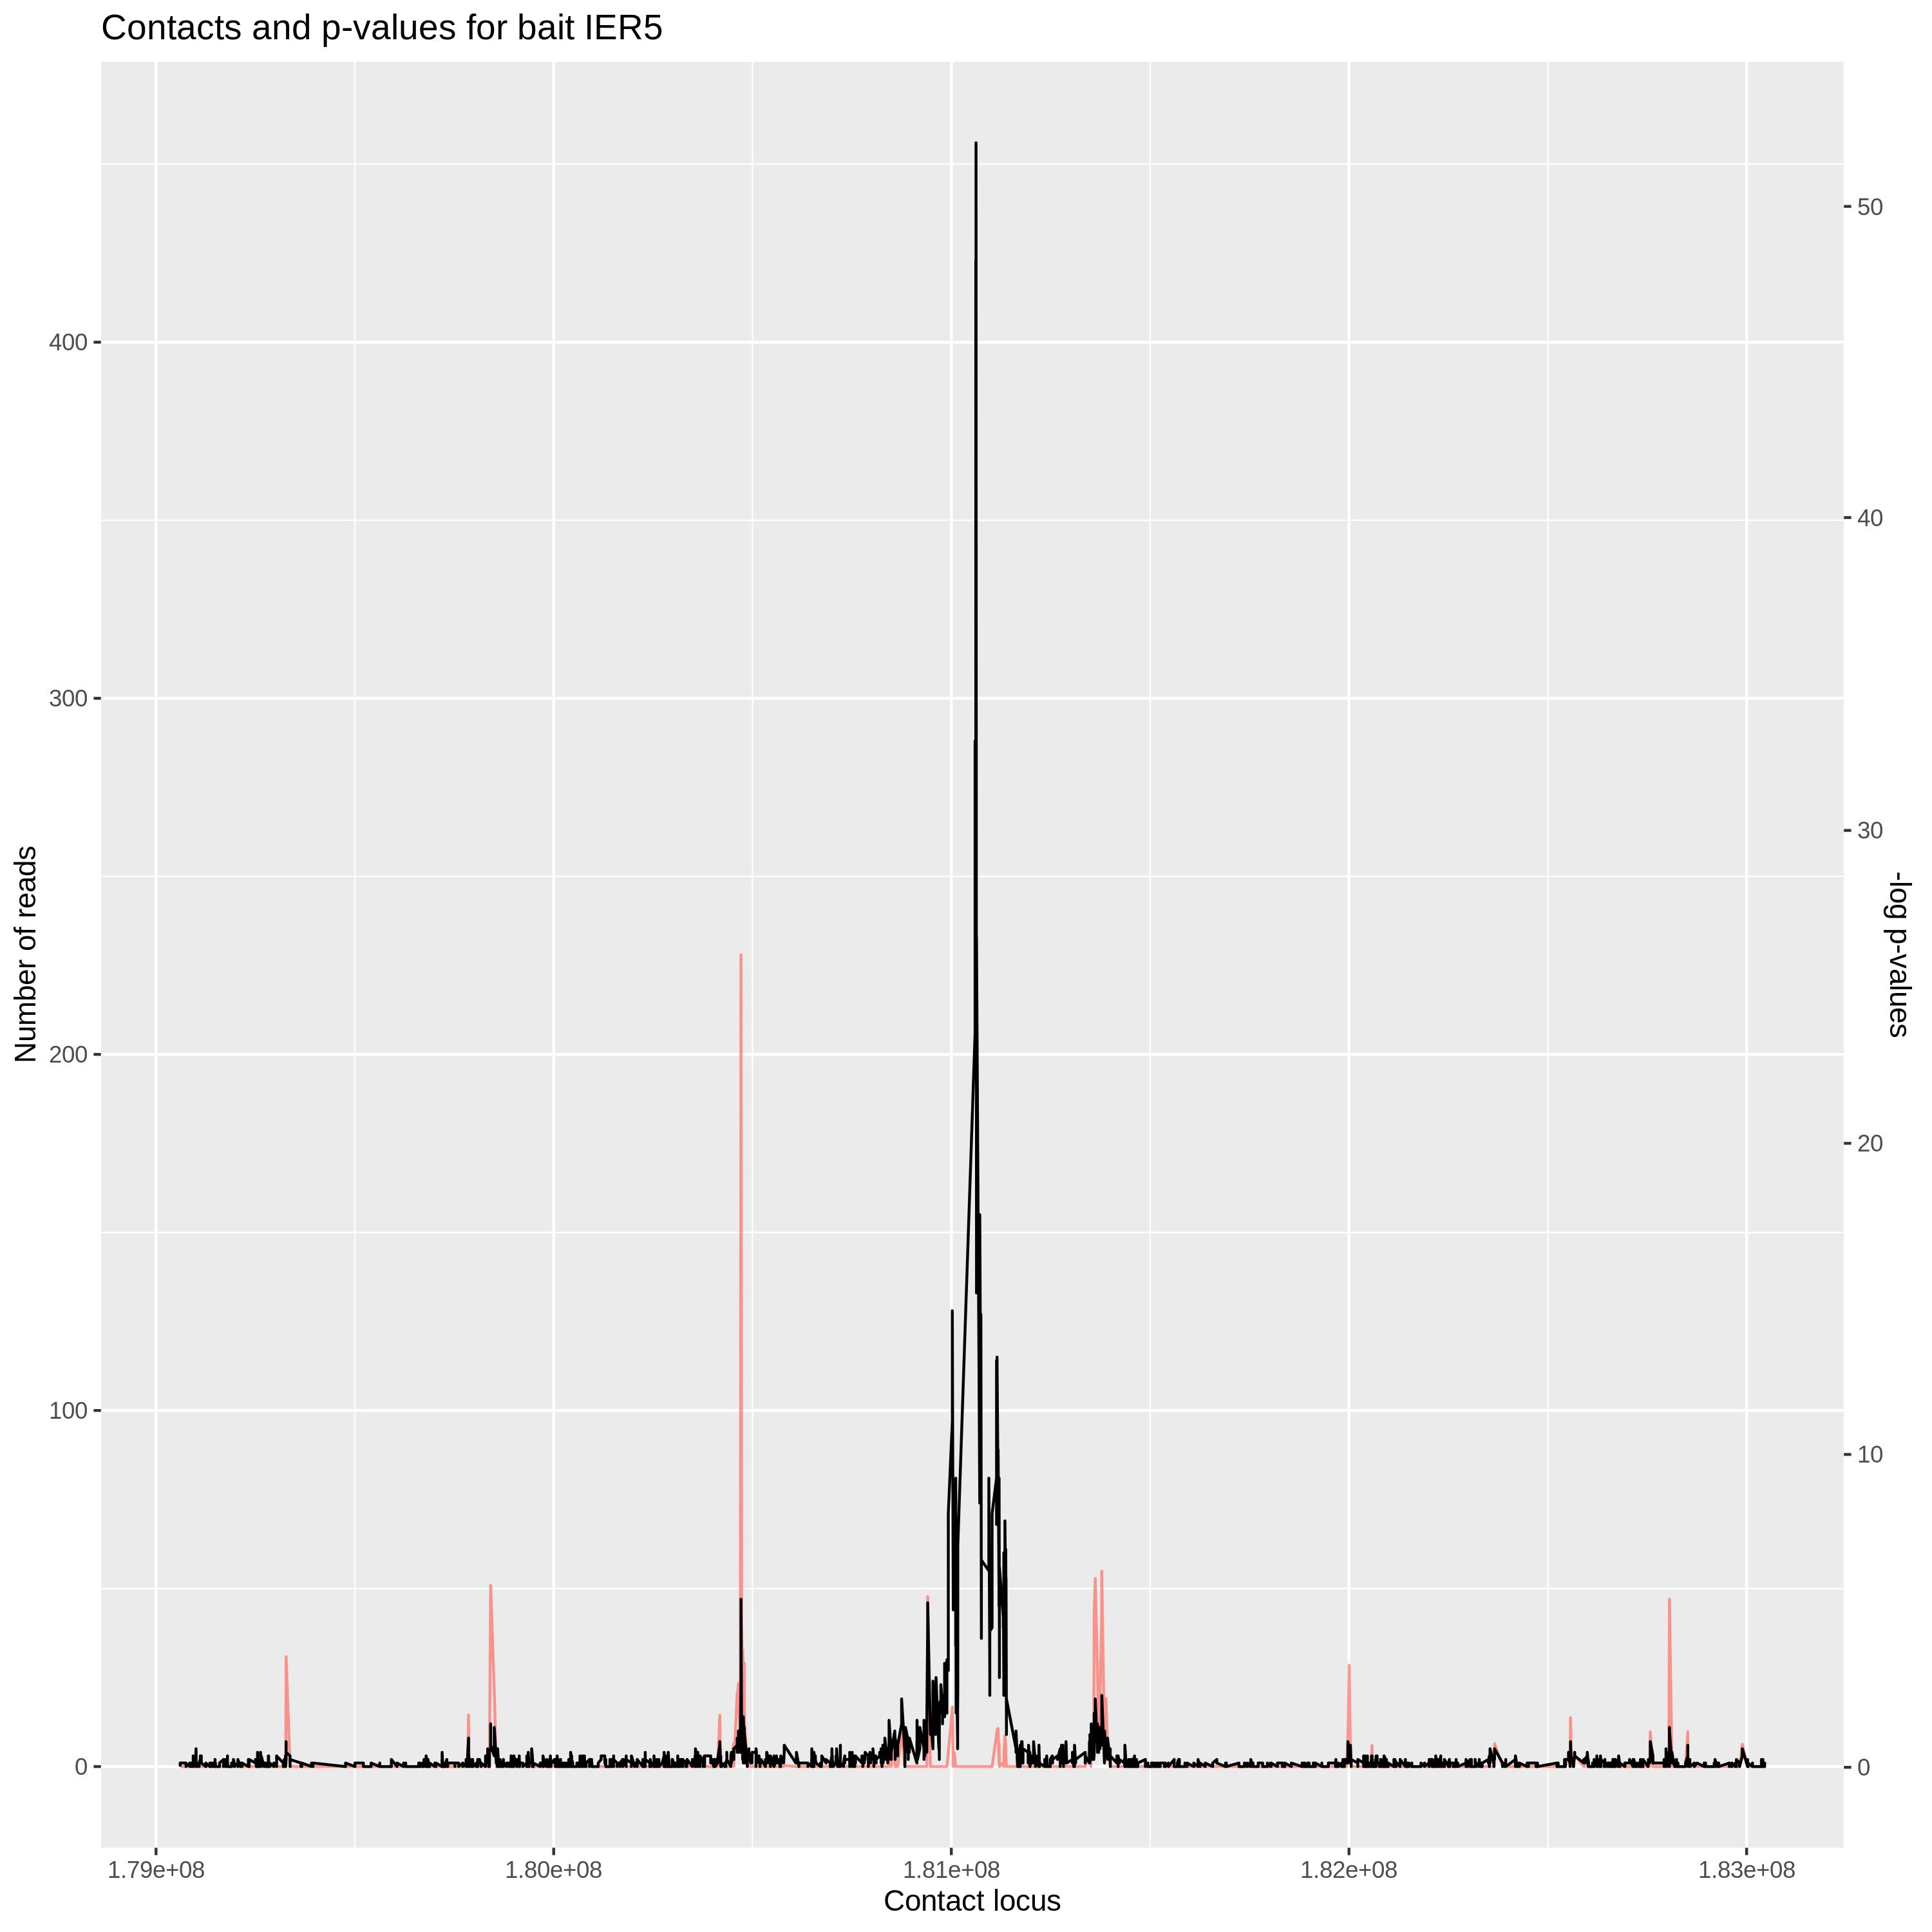 Contacts and p-values for bait IER5
Number of reads
400
300
200
100
0
50
40
30
20
10
0
-log p-values
1.79e+08
1.80e+08
1.81e+08
1.82e+08
1.83e+08
Contact locus